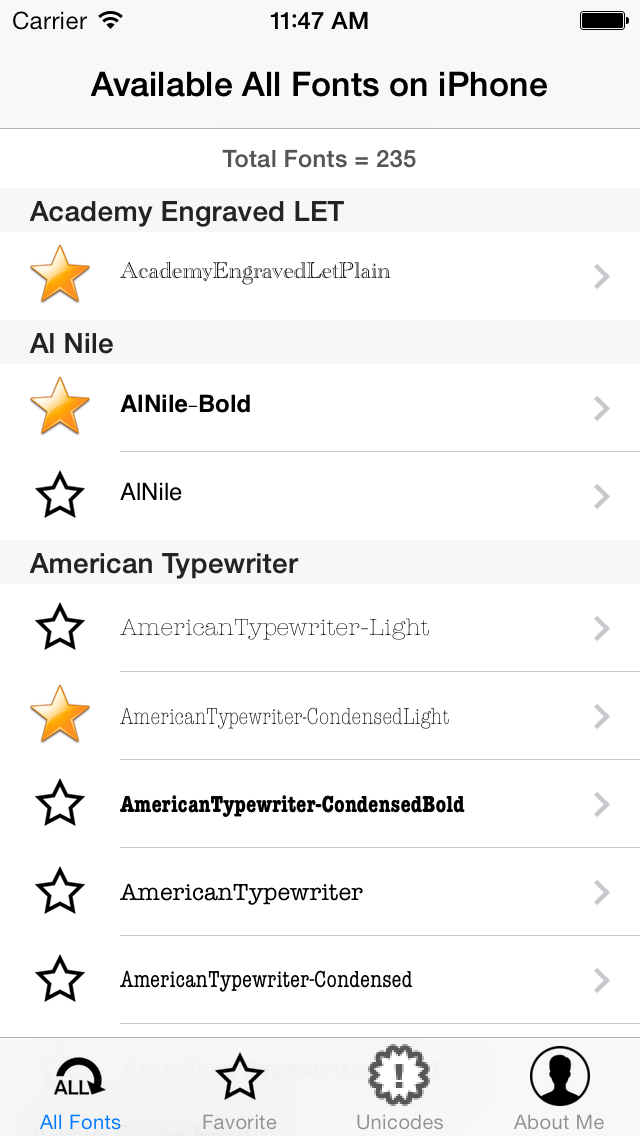 Carrier 11:47 AM
Available All Fonts on iPhone
Total Fonts = 235
Academy Engraved LET
AcademyEngravedLetPlain
Al Nile
AlNile-Bold
AlNile
American Typewriter
AmericanTypewriter-Light
AmericanTypewriter-CondensedLight
AmericanTypewriter-CondensedBold
AmericanTypewriter
AmericanTypewriter-Condensed
ALL
All Fonts Favorite Unicodes About Me